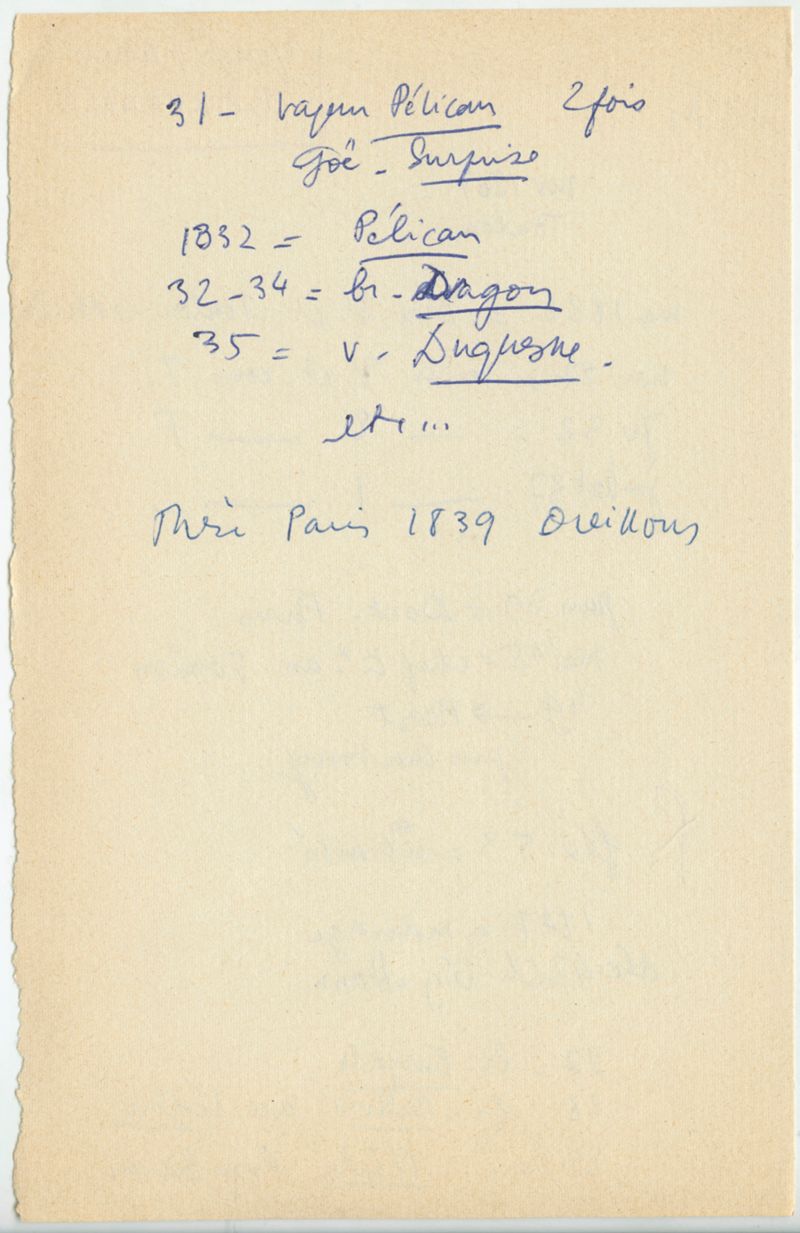 31 - vapeur Pélican 2 fois
Goë - Surprise
1832 = Pélican
32 - 34 = br - Dragon
35 = v - Duquesne.
etc...
Thèse Paris 1839 Oreillons